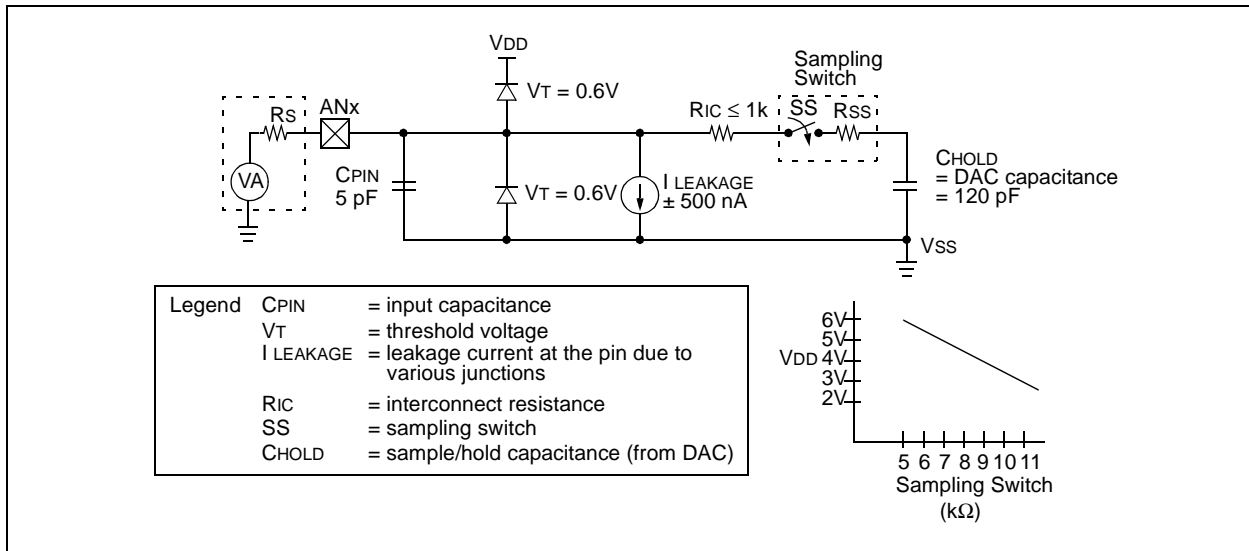 VDD
Sampling
Switch
VT = 0.6V
RS
ANx
RIC ≤ 1k
SS
RSS
VA
CPIN
5 pF
VT = 0.6V
I LEAKAGE
± 500 nA
CHOLD
= DAC capacitance
= 120 pF
VSS
Legend CPIN = input capacitance
VT = threshold voltage
I LEAKAGE = leakage current at the pin due to
various junctions
RIC = interconnect resistance
SS = sampling switch
CHOLD = sample/hold capacitance (from DAC)
6V
5V
VDD 4V
3V
2V
5 6 7 8 9 10 11
Sampling Switch
(kΩ)